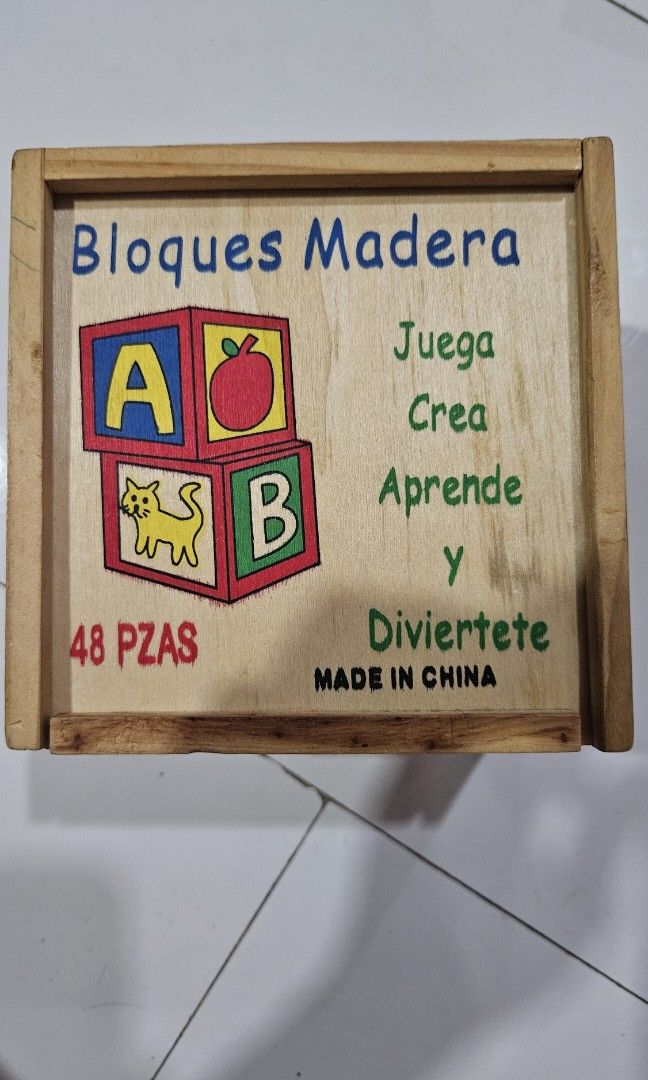 Bloques Madera
A
Juega
Crea
B
Aprende
y
48 PZAS
Diviertete
MADE IN CHINA